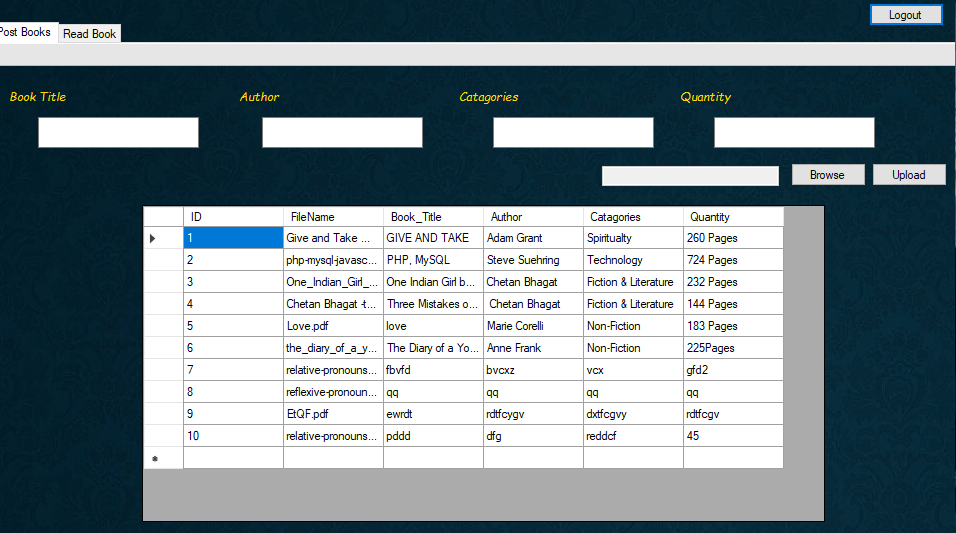 Logout
Post Books Read Book
Book Title Author Catagories Quantity
Browse Upload
ID FileName Book_Title Author Catagories Quantity
1 Give and Take ... GIVE AND TAKE Adam Grant Spiritualty 260 Pages
2 php-mysql-javasc... PHP, MySQL Steve Suehring Technology 724 Pages
3 One_Indian_Girl_... One Indian Girl b... Chetan Bhagat Fiction & Literature 232 Pages
4 Chetan Bhagat -t... Three Mistakes o... Chetan Bhagat Fiction & Literature 144 Pages
5 Love.pdf love Marie Corelli Non-Fiction 183 Pages
6 the_diary_of_a_y... The Diary of a Yo... Anne Frank Non-Fiction 225Pages
7 relative-pronouns... fbvfd bvcxz vcx gfd2
8 reflexive-pronoun... qq qq qq qq
9 EtQF.pdf ewrdt rdtfcygv dxtfcgvy rdtfcgv
10 relative-pronouns... pddd dfg reddcf 45